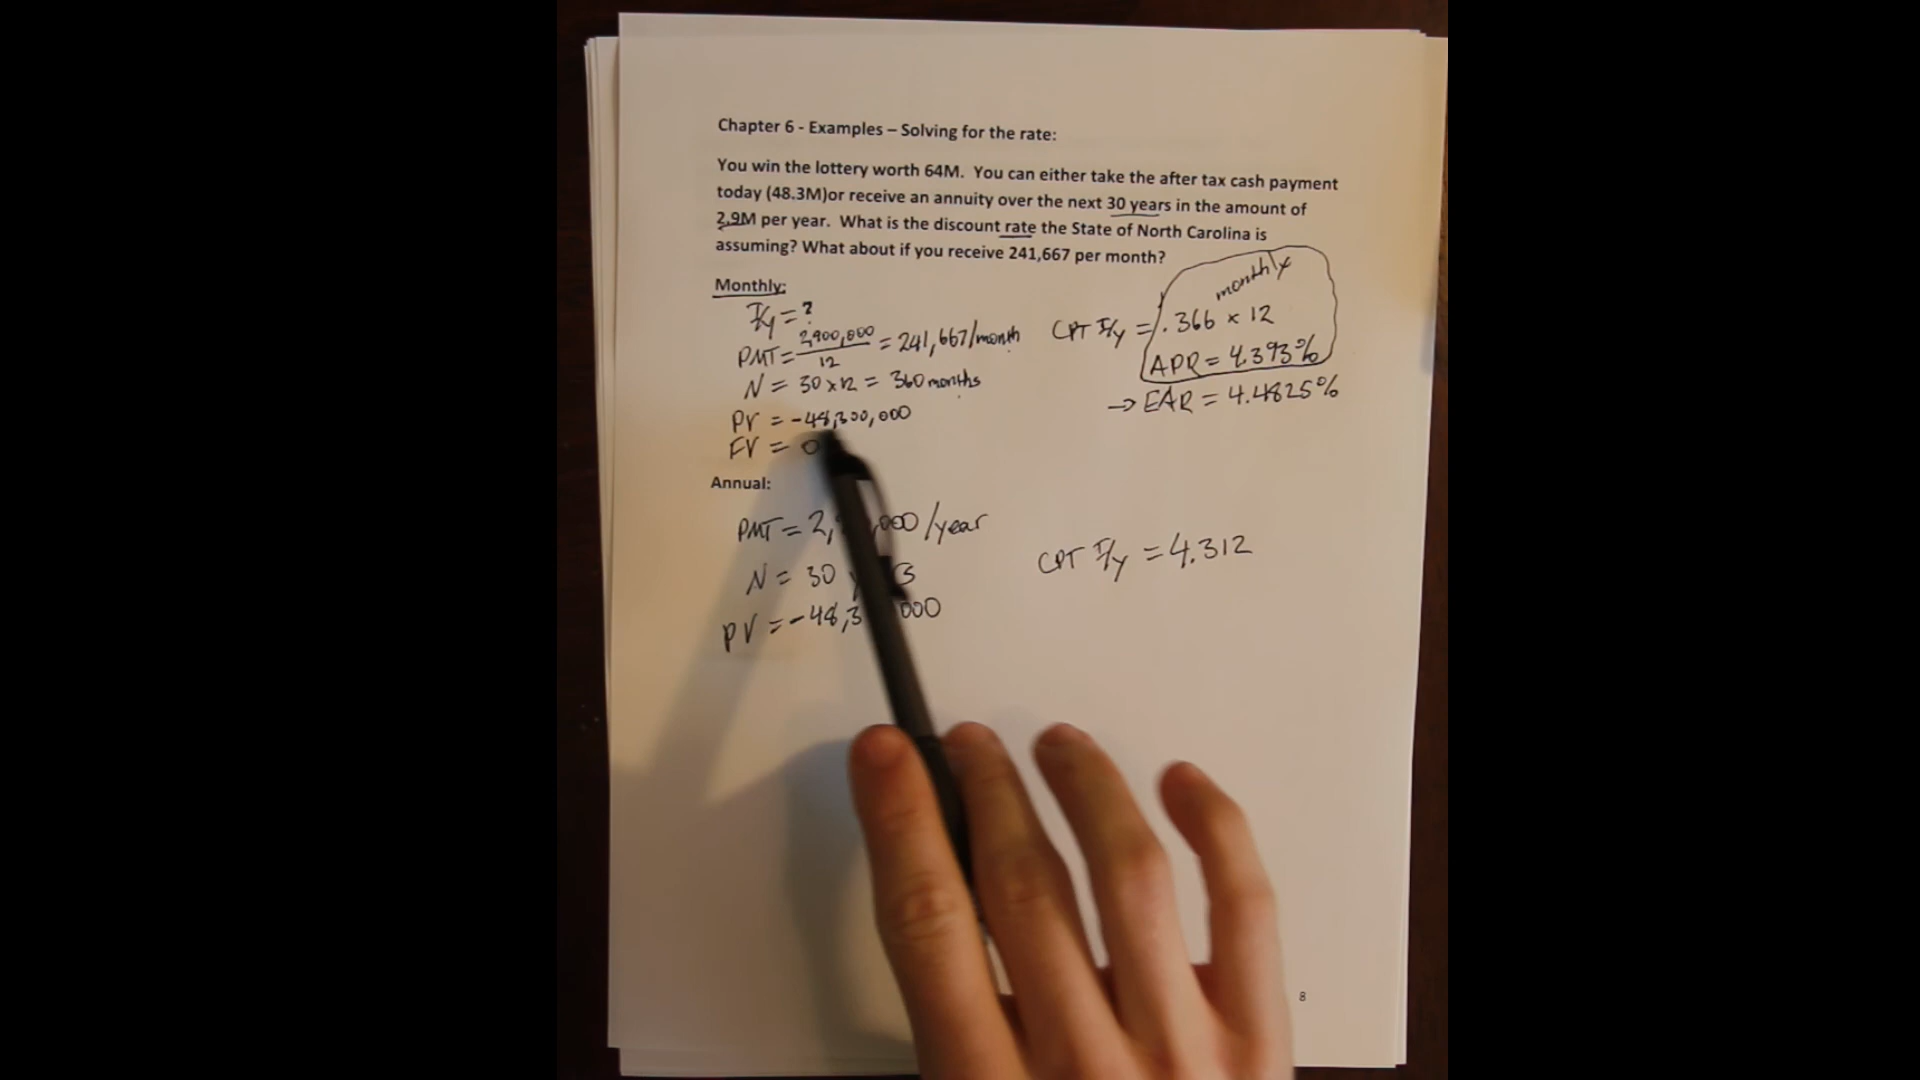 Chapter 6 - Examples – Solving for the rate:
You win the lottery worth 64M. You can either take the after tax cash payment
today (48.3M)or receive an annuity over the next 30 years in the amount of
2.9M per year. What is the discount rate the State of North Carolina is
assuming? What about if you receive 241,667 per month?
Monthly:
I/y = ?
PMT = 2,900,000 / 12 = 241,667/month
N = 30 x 12 = 360 months
PV = -48,300,000
FV = 0
monthly
CPT I/y = .366 x 12
APR = 4.393%
→ EAR = 4.4825%
Annual:
PMT = 000 /year
N = 30
PV =
CPT I/y = 4.312
8